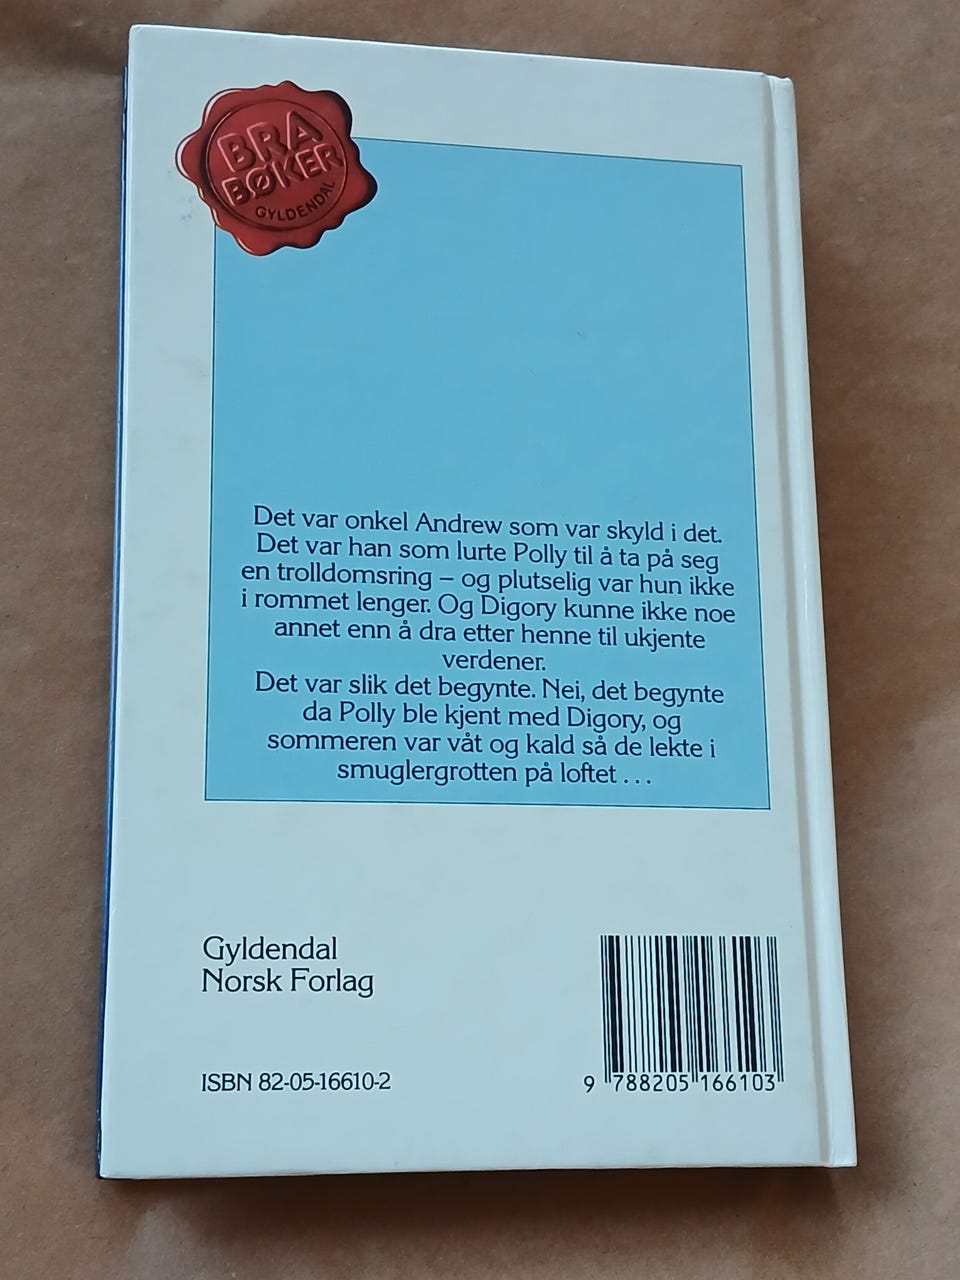 BRA
BØKER
GYLDENDAL
Det var onkel Andrew som var skyld i det.
Det var han som lurte Polly til å ta på seg
en trolldomsring – og plutselig var hun ikke
i rommet lenger. Og Digory kunne ikke noe
annet enn å dra etter henne til ukjente
verdener.
Det var slik det begynte. Nei, det begynte
da Polly ble kjent med Digory, og
sommeren var våt og kald så de lekte i
smuglergrotten på loftet . . .
Gyldendal
Norsk Forlag
ISBN 82-05-16610-2
9 788205 166103